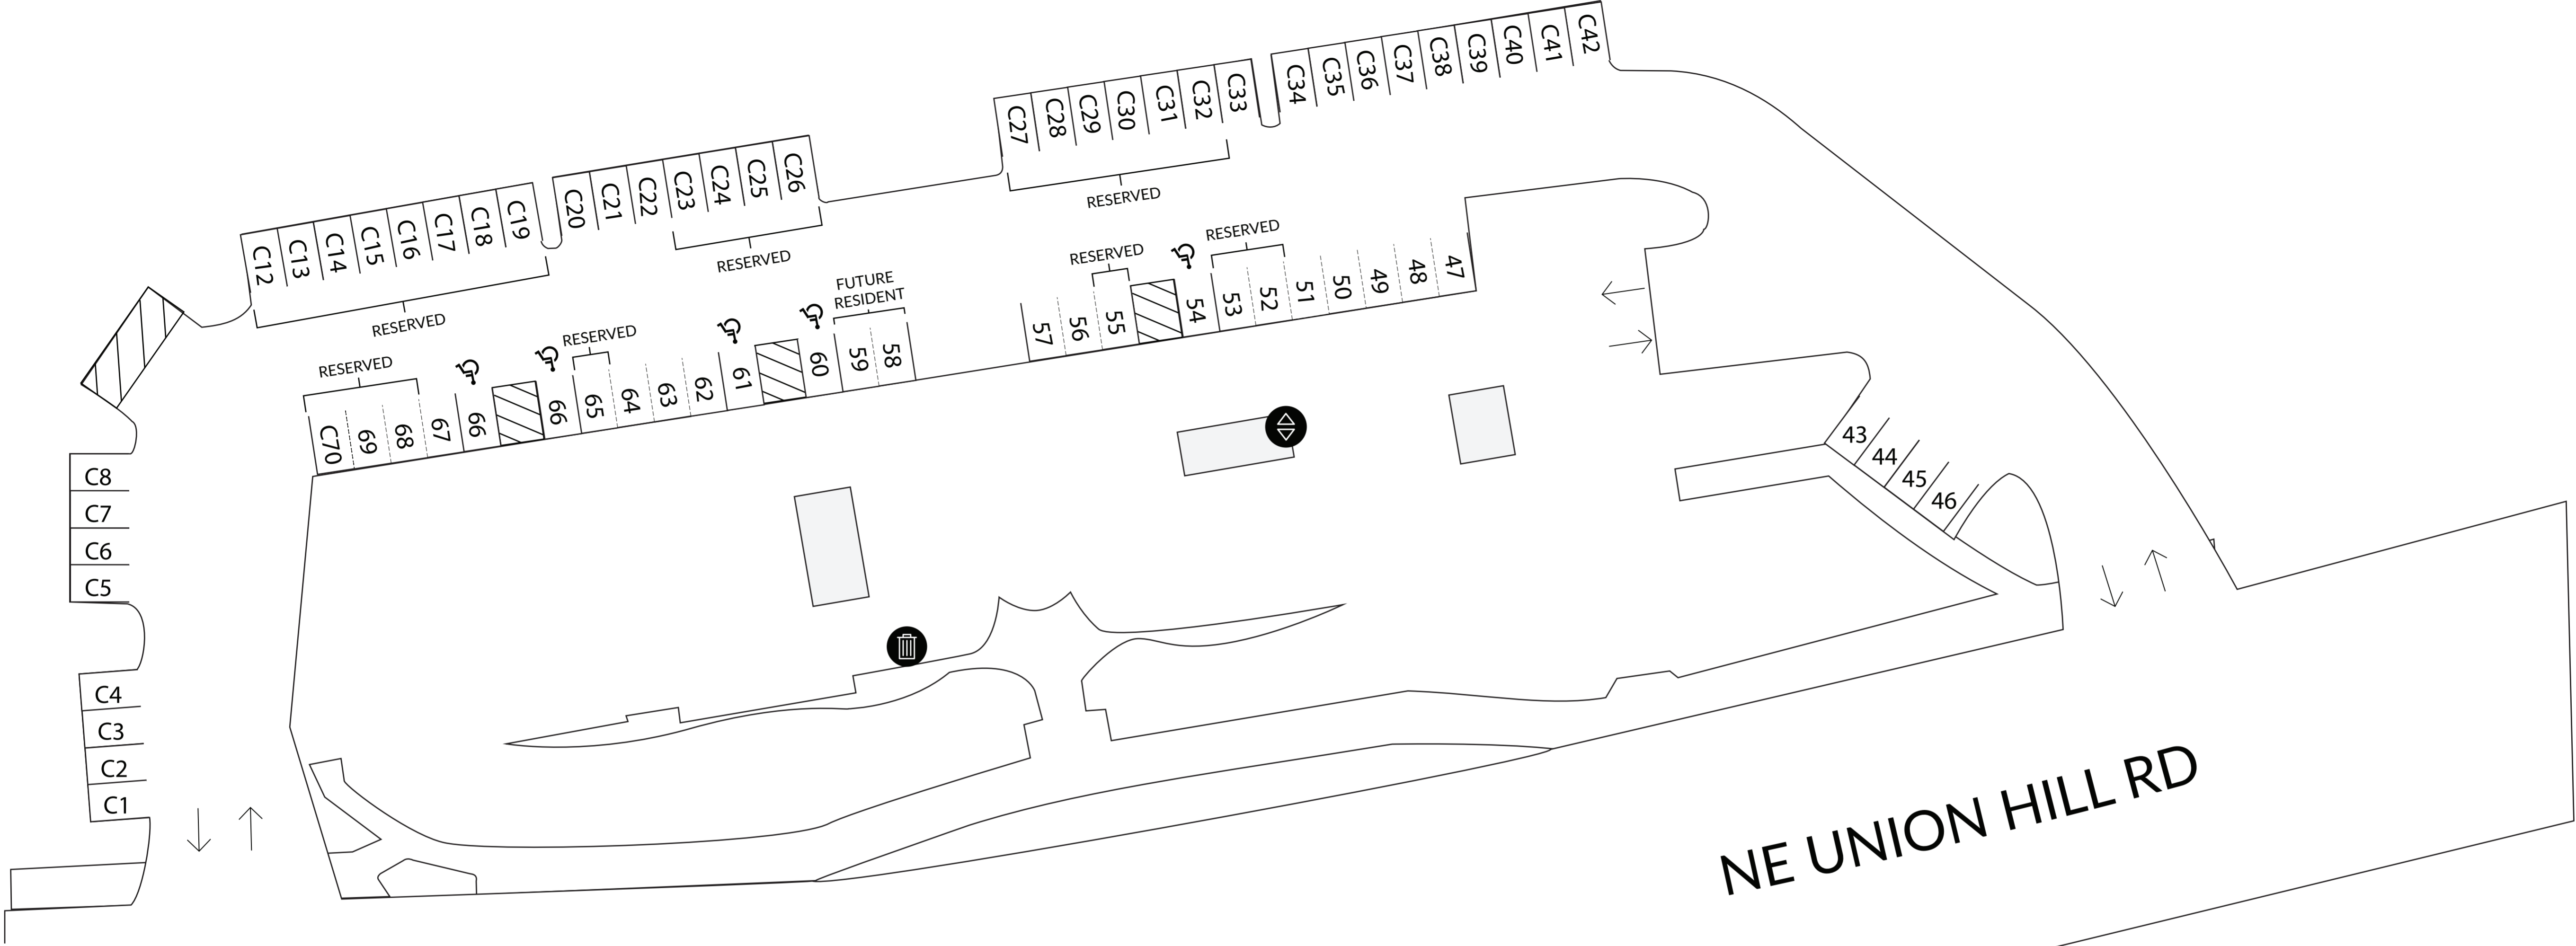 C12
C13
C14
C15
C16
C17
C18
C19
RESERVED
C20
C21
C22
C23
C24
C25
C26
RESERVED
C27
C28
C29
C30
C31
C32
C33
RESERVED
C34
C35
C36
C37
C38
C39
C40
C41
C42
RESERVED
C70
69
68
67
66
66
RESERVED
65
64
63
62
61
60
FUTURE
RESIDENT
59
58
57
56
RESERVED
55
54
RESERVED
53
52
51
50
49
48
47
43
44
45
46
C8
C7
C6
C5
C4
C3
C2
C1
NE UNION HILL RD